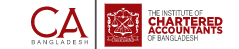 CA
BANGLADESH
THE INSTITUTE OF
CHARTERED
ACCOUNTANTS
OF BANGLADESH